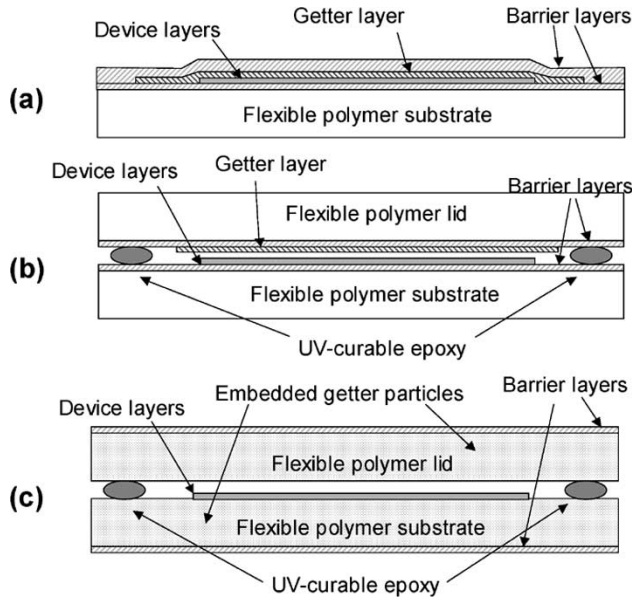 Getter layer
Barrier layers
Device layers
(a)
Flexible polymer substrate
Getter layer
Device layers
Barrier layers
Flexible polymer lid
(b)
Flexible polymer substrate
UV-curable epoxy
Barrier layers
Embedded getter particles
Device layers
Flexible polymer lid
(c)
Flexible polymer substrate
UV-curable epoxy